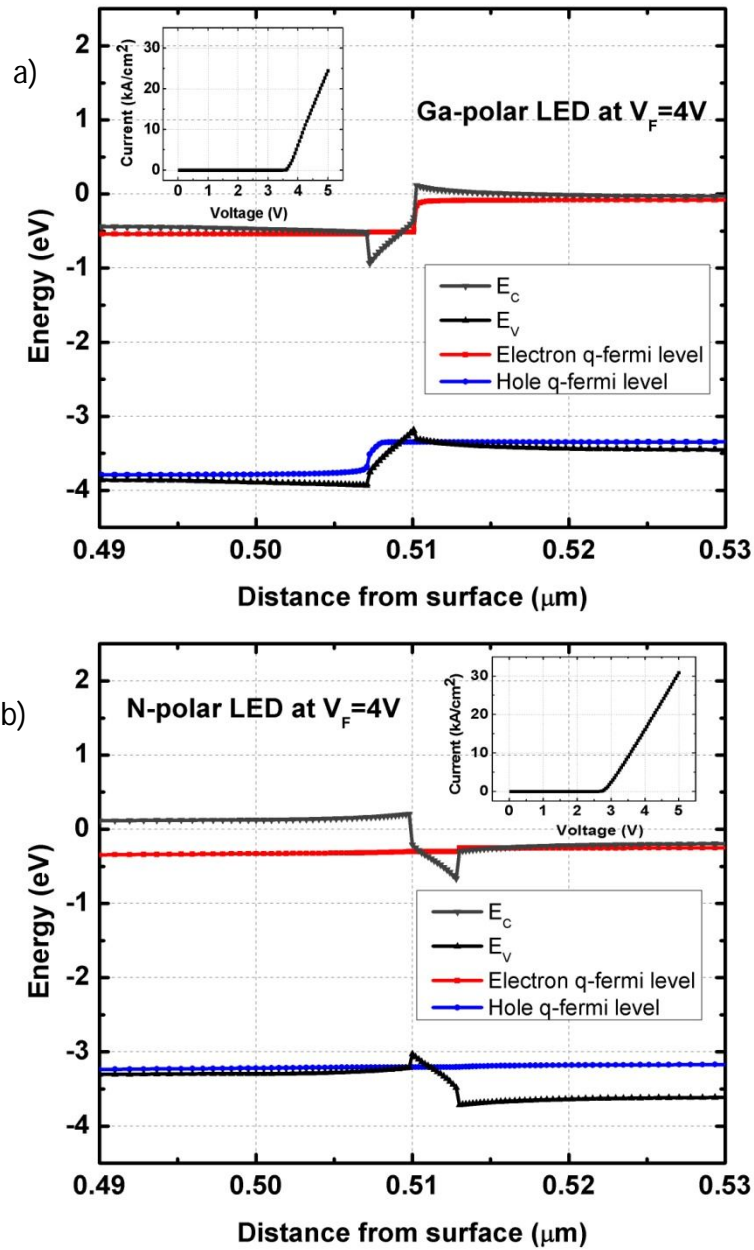 a)
Ga-polar LED at V_F=4V
Current (kA/cm²)
30
20
10
0
0 1 2 3 4 5
Voltage (V)
Energy (eV)
2
1
0
-1
-2
-3
-4
E_C
E_V
Electron q-fermi level
Hole q-fermi level
0.49 0.50 0.51 0.52 0.53
Distance from surface (μm)
b)
N-polar LED at V_F=4V
Current (kA/cm²)
30
20
10
0
0 1 2 3 4 5
Voltage (V)
Energy (eV)
2
1
0
-1
-2
-3
-4
E_C
E_V
Electron q-fermi level
Hole q-fermi level
0.49 0.50 0.51 0.52 0.53
Distance from surface (μm)